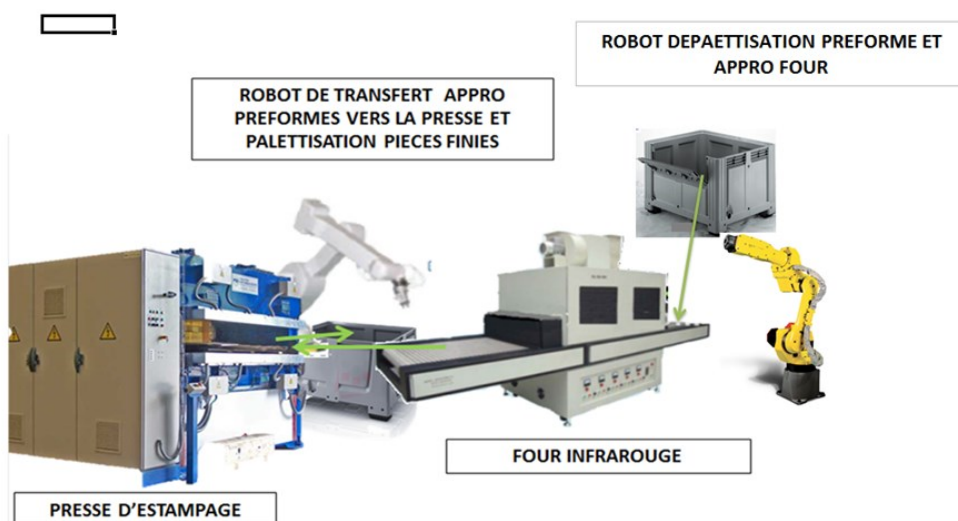 ROBOT DEPAETTISATION PREFORME ET
APPRO FOUR
ROBOT DE TRANSFERT APPRO
PREFORMES VERS LA PRESSE ET
PALETTISATION PIECES FINIES
FOUR INFRAROUGE
PRESSE D'ESTAMPAGE